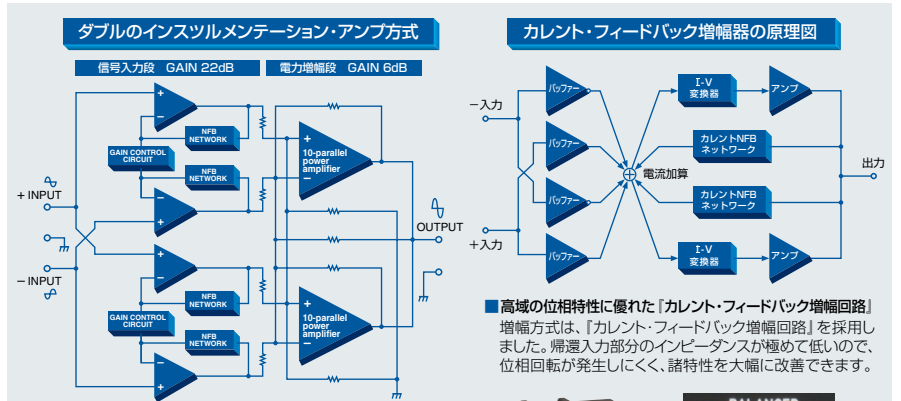 ダブルのインスツルメンテーション・アンプ方式
信号入力段 GAIN 22dB
電力増幅段 GAIN 6dB
+
−
NFB
NETWORK
GAIN CONTROL
CIRCUIT
NFB
NETWORK
−
+
+
10-parallel
power
amplifier
−
+ INPUT
− INPUT
OUTPUT
+
−
NFB
NETWORK
GAIN CONTROL
CIRCUIT
NFB
NETWORK
−
+
+
10-parallel
power
amplifier
−
カレント・フィードバック増幅器の原理図
−入力
+入力
バッファー
バッファー
バッファー
バッファー
+
電流加算
I-V
変換器
アンプ
カレントNFB
ネットワーク
カレントNFB
ネットワーク
I-V
変換器
アンプ
出力
■高域の位相特性に優れた『カレント・フィードバック増幅回路』
増幅方式は、『カレント・フィードバック増幅回路』を採用し
ました。帰還入力部分のインピーダンスが極めて低いので、
位相回転が発生しにくく、諸特性を大幅に改善できます。